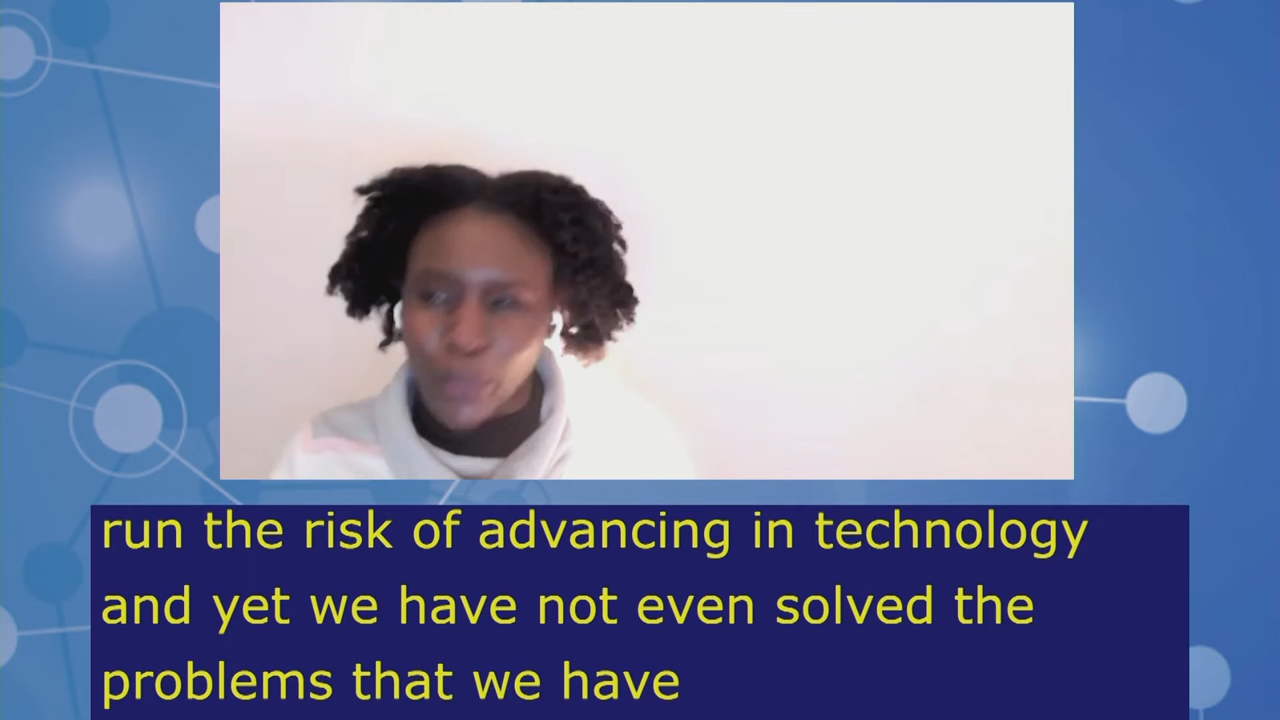 run the risk of advancing in technology
and yet we have not even solved the
problems that we have